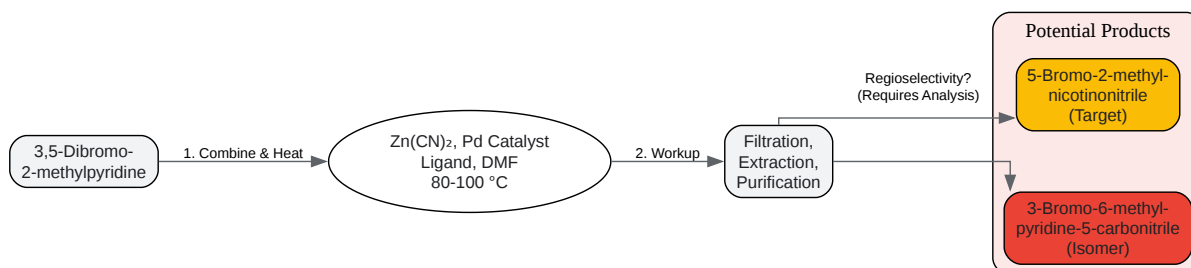 Potential Products
3,5-Dibromo-
2-methylpyridine
1. Combine & Heat
Zn(CN)₂, Pd Catalyst
Ligand, DMF
80-100 °C
2. Workup
Filtration,
Extraction,
Purification
Regioselectivity?
(Requires Analysis)
5-Bromo-2-methyl-
nicotinonitrile
(Target)
3-Bromo-6-methyl-
pyridine-5-carbonitrile
(Isomer)